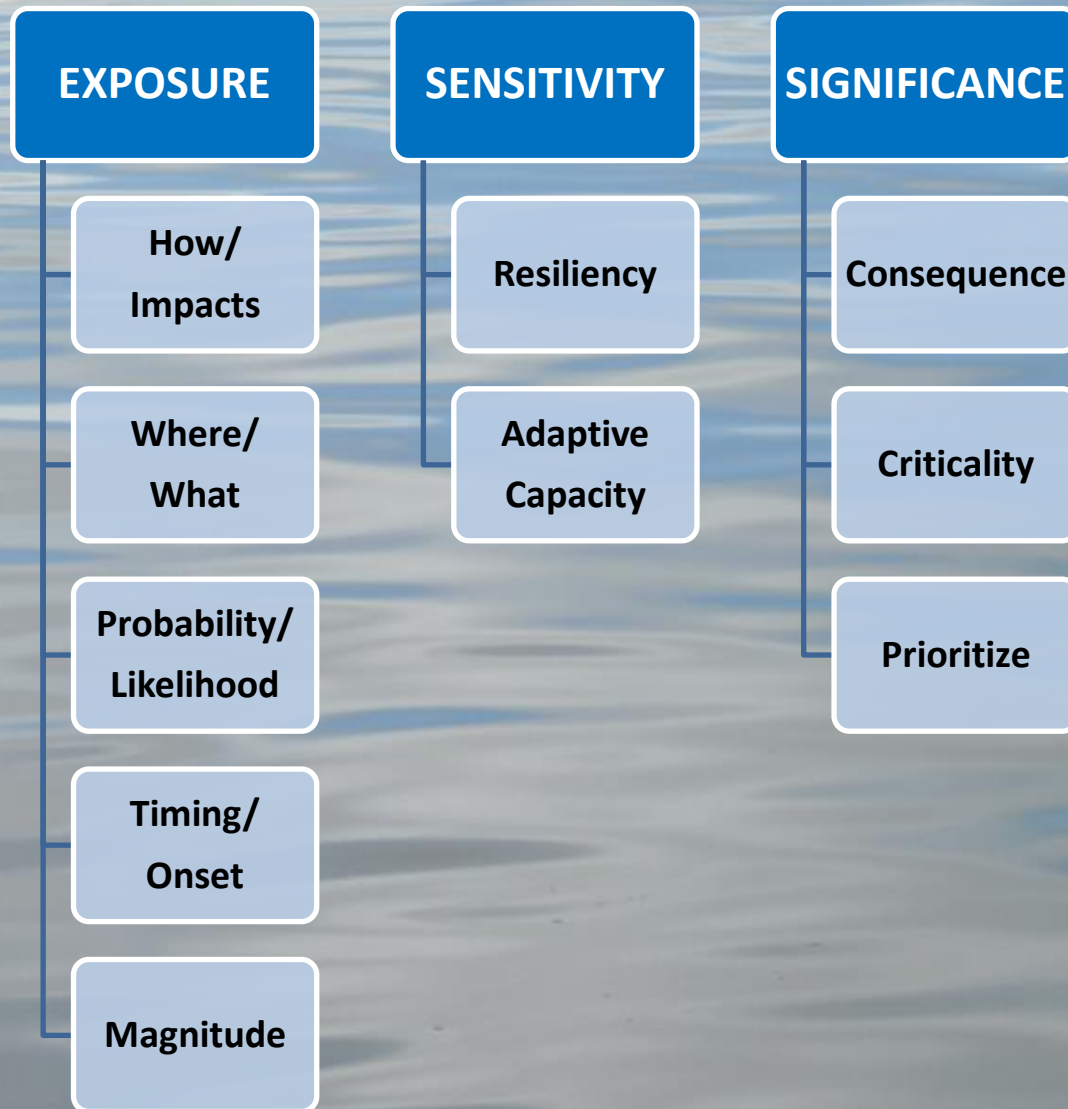 EXPOSURE
How/
Impacts
Where/
What
Probability/
Likelihood
Timing/
Onset
Magnitude
SENSITIVITY
Resiliency
Adaptive
Capacity
SIGNIFICANCE
Consequence
Criticality
Prioritize